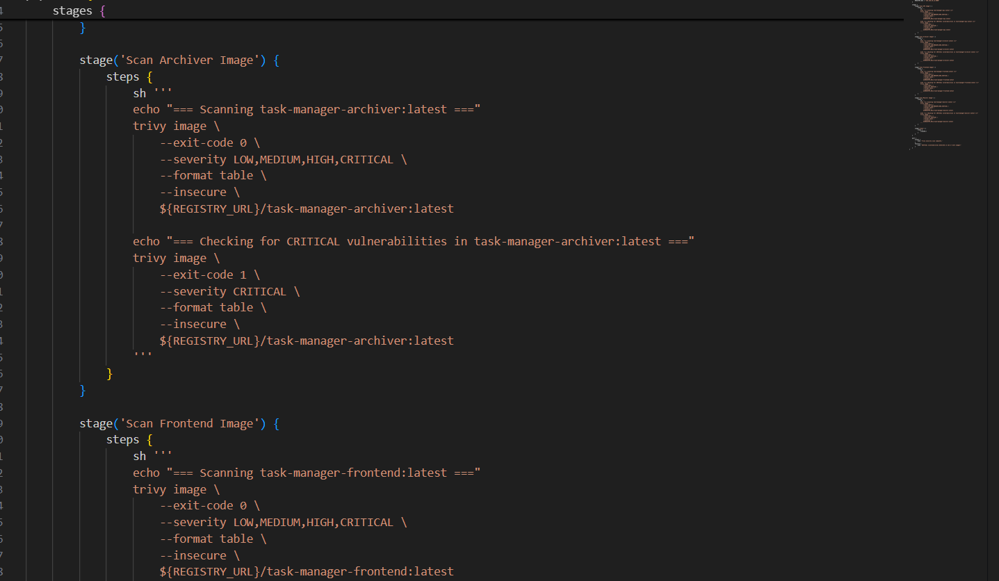 stages {
}
stage('Scan Archiver Image') {
steps {
sh '''
echo "=== Scanning task-manager-archiver:latest ==="
trivy image \
--exit-code 0 \
--severity LOW,MEDIUM,HIGH,CRITICAL \
--format table \
--insecure \
${REGISTRY_URL}/task-manager-archiver:latest
echo "=== Checking for CRITICAL vulnerabilities in task-manager-archiver:latest ==="
trivy image \
--exit-code 1 \
--severity CRITICAL \
--format table \
--insecure \
${REGISTRY_URL}/task-manager-archiver:latest
'''
}
}
stage('Scan Frontend Image') {
steps {
sh '''
echo "=== Scanning task-manager-frontend:latest ==="
trivy image \
--exit-code 0 \
--severity LOW,MEDIUM,HIGH,CRITICAL \
--format table \
--insecure \
${REGISTRY_URL}/task-manager-frontend:latest